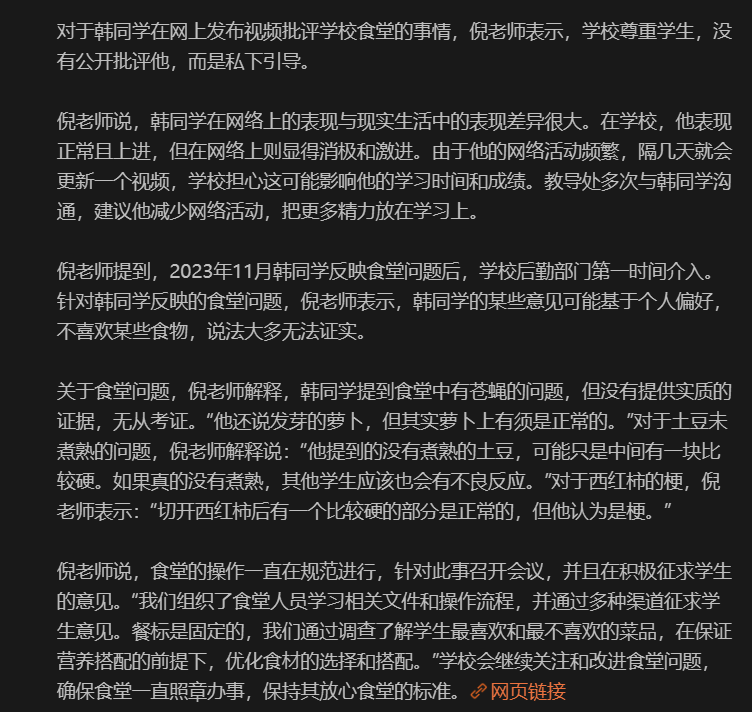 对于韩同学在网上发布视频批评学校食堂的事情，倪老师表示，学校尊重学生，没
有公开批评他，而是私下引导。
倪老师说，韩同学在网络上的表现与现实生活中的表现差异很大。在学校，他表现
正常且上进，但在网络上则显得消极和激进。由于他的网络活动频繁，隔几天就会
更新一个视频，学校担心这可能影响他的学习时间和成绩。教导处多次与韩同学沟
通，建议他减少网络活动，把更多精力放在学习上。
倪老师提到，2023年11月韩同学反映食堂问题后，学校后勤部门第一时间介入。
针对韩同学反映的食堂问题，倪老师表示，韩同学的某些意见可能基于个人偏好，
不喜欢某些食物，说法大多无法证实。
关于食堂问题，倪老师解释，韩同学提到食堂中有苍蝇的问题，但没有提供实质的
证据，无从考证。“他还说发芽的萝卜，但其实萝卜上有须是正常的。”对于土豆未
煮熟的问题，倪老师解释说：“他提到的没有煮熟的土豆，可能只是中间有一块比
较硬。如果真的没有煮熟，其他学生应该也会有不良反应。”对于西红柿的梗，倪
老师表示：“切开西红柿后有一个比较硬的部分是正常的，但他认为是梗。”
倪老师说，食堂的操作一直在规范进行，针对此事召开会议，并且在积极征求学生
的意见。“我们组织了食堂人员学习相关文件和操作流程，并通过多种渠道征求学
生意见。餐标是固定的，我们通过调查了解学生最喜欢和最不喜欢的菜品，在保证
营养搭配的前提下，优化食材的选择和搭配。”学校会继续关注和改进食堂问题，
确保食堂一直照章办事，保持其放心食堂的标准。网页链接